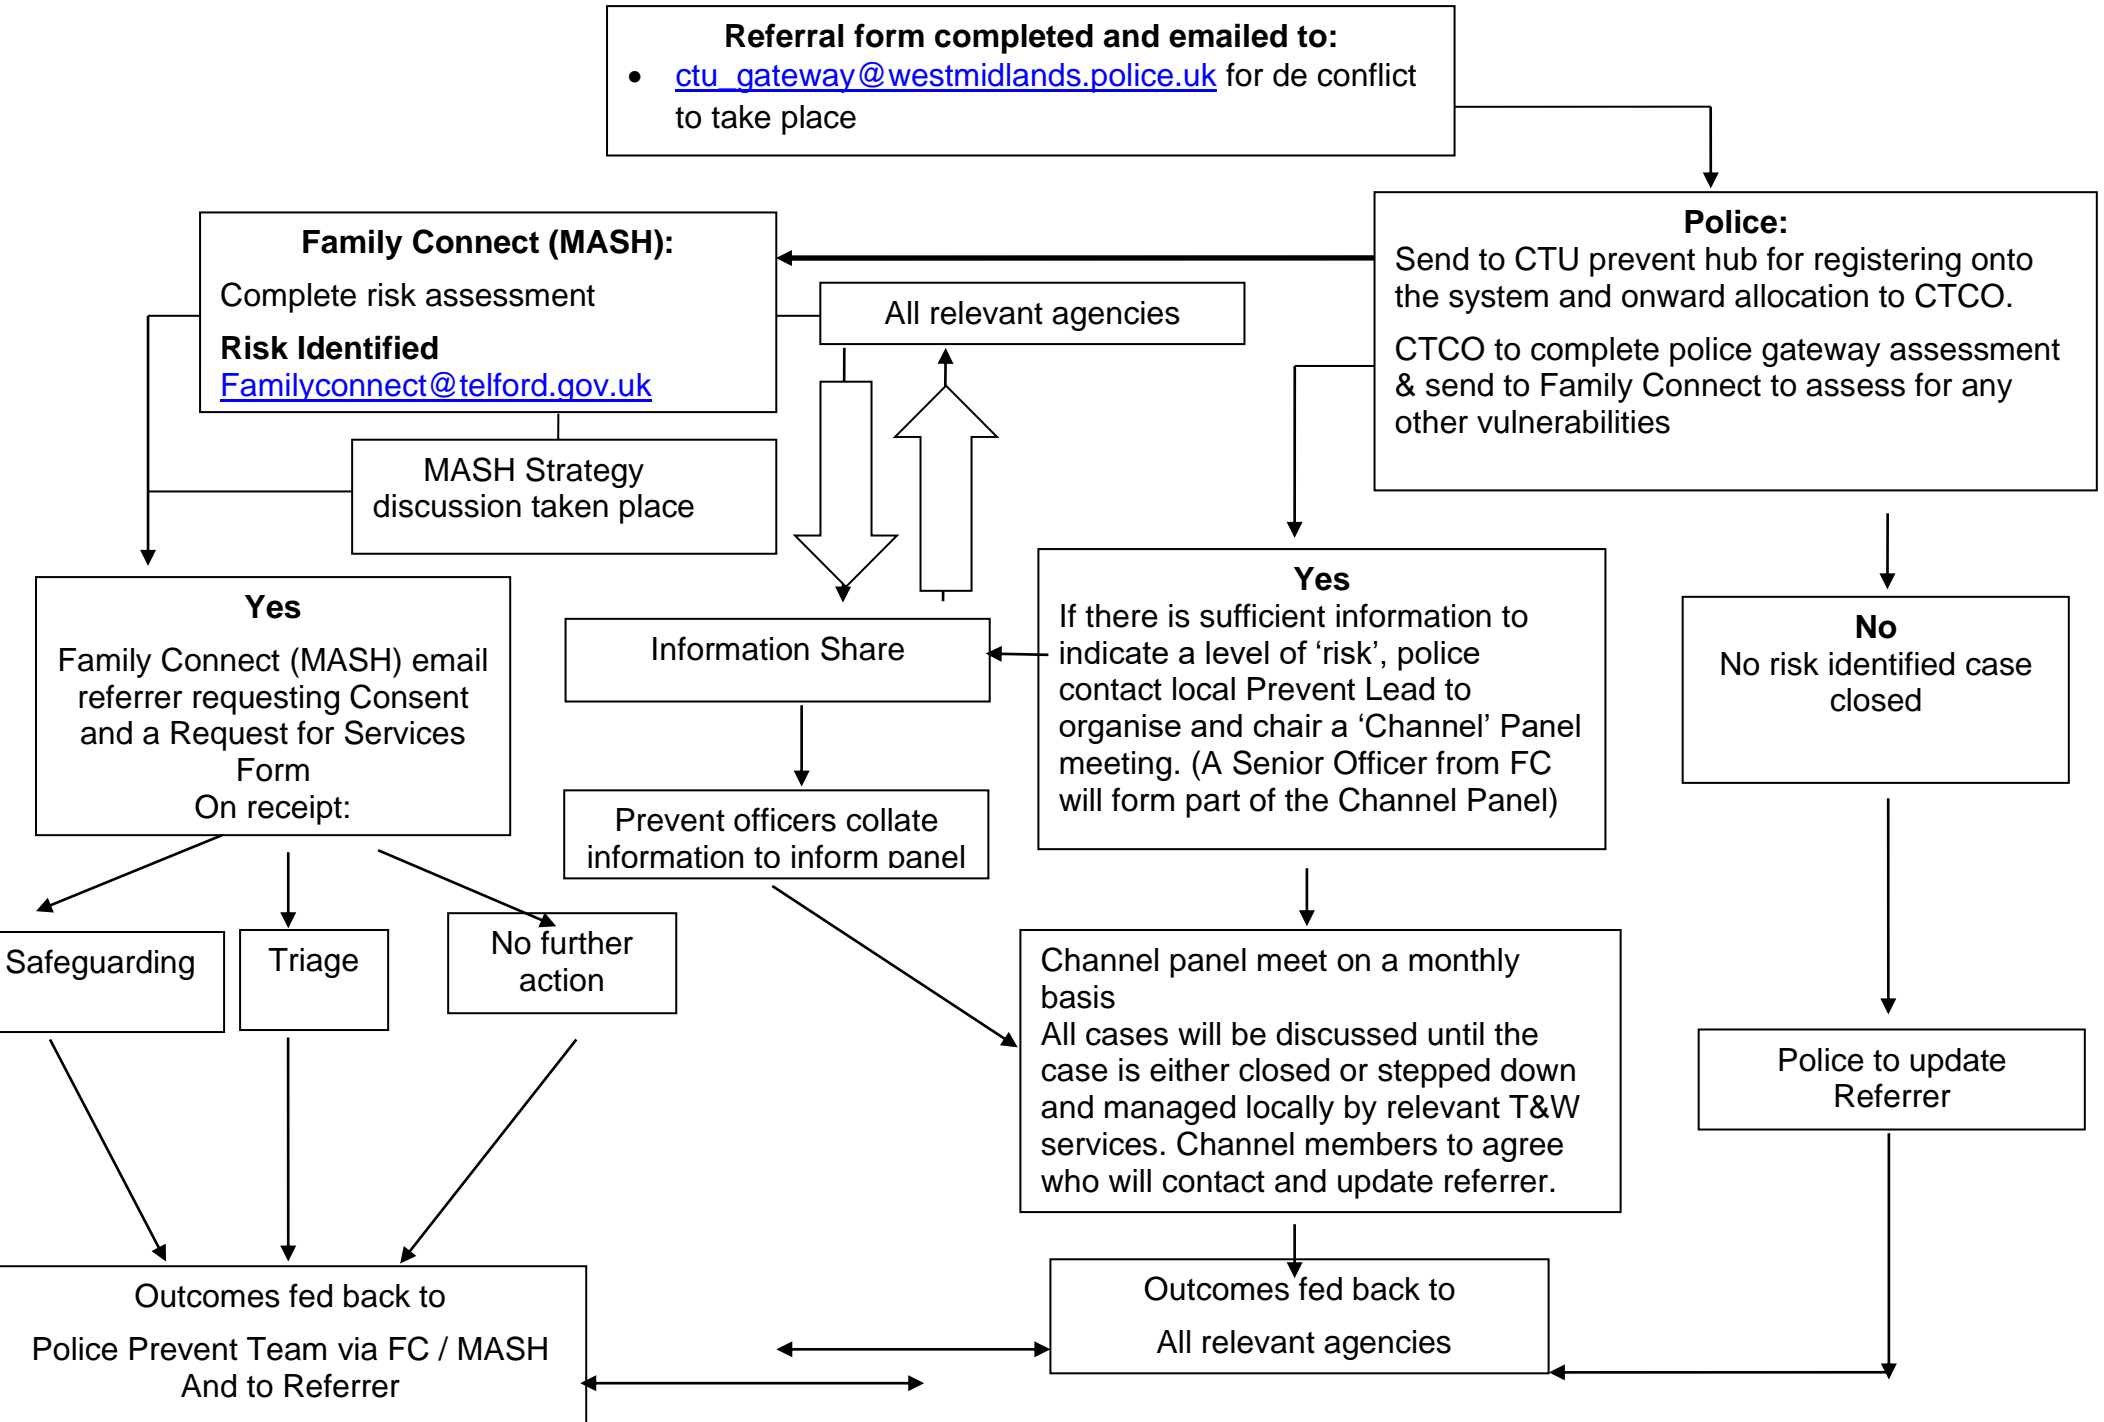 Referral form completed and emailed to:
• ctu_gateway@westmidlands.police.uk for de conflict
to take place
Police:
Send to CTU prevent hub for registering onto
the system and onward allocation to CTCO.
CTCO to complete police gateway assessment
& send to Family Connect to assess for any
other vulnerabilities
Family Connect (MASH):
Complete risk assessment
Risk Identified
Familyconnect@telford.gov.uk
All relevant agencies
MASH Strategy
discussion taken place
Yes
Family Connect (MASH) email
referrer requesting Consent
and a Request for Services
Form
On receipt:
Information Share
Yes
If there is sufficient information to
indicate a level of ‘risk’, police
contact local Prevent Lead to
organise and chair a ‘Channel’ Panel
meeting. (A Senior Officer from FC
will form part of the Channel Panel)
No
No risk identified case
closed
Prevent officers collate
information to inform panel
Safeguarding
Triage
No further
action
Channel panel meet on a monthly
basis
All cases will be discussed until the
case is either closed or stepped down
and managed locally by relevant T&W
services. Channel members to agree
who will contact and update referrer.
Police to update
Referrer
Outcomes fed back to
Police Prevent Team via FC / MASH
And to Referrer
Outcomes fed back to
All relevant agencies